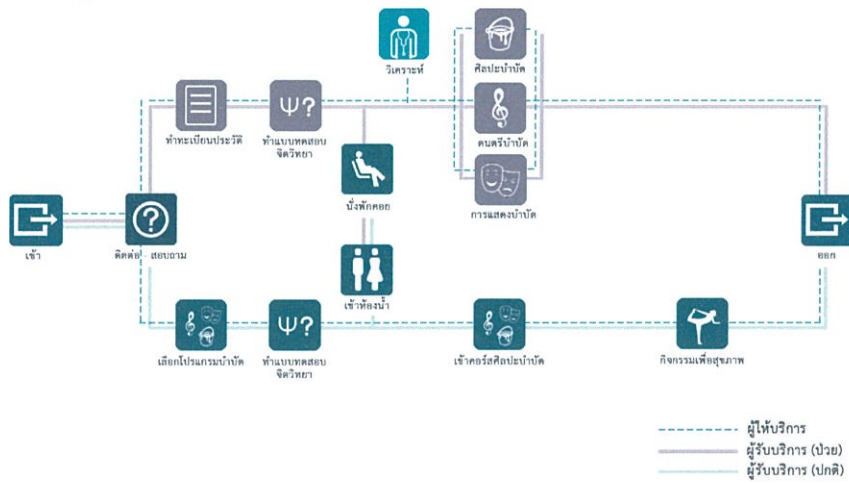 วิเคราะห์
ศิลปะบำบัด
ทำทะเบียนประวัติ
Ψ?
ทำแบบทดสอบ
จิตวิทยา
ดนตรีบำบัด
นั่งพักคอย
การแสดงบำบัด
เข้า
?
ติดต่อ - สอบถาม
ออก
เข้าห้องน้ำ
เลือกโปรแกรมบำบัด
Ψ?
ทำแบบทดสอบ
จิตวิทยา
เข้าคอร์สศิลปะบำบัด
กิจกรรมเพื่อสุขภาพ
ผู้ให้บริการ
ผู้รับบริการ (ป่วย)
ผู้รับบริการ (ปกติ)